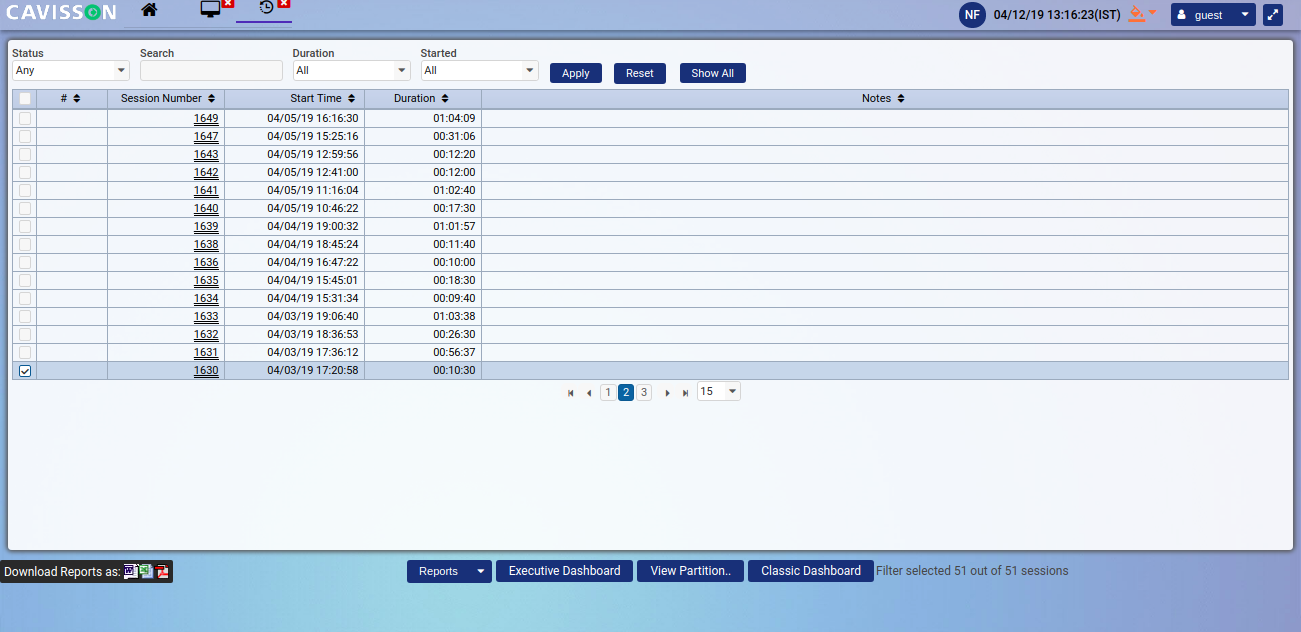 CAVISSON
NF 04/12/19 13:16:23(IST) guest
Status Search Duration Started
Any All All Apply Reset Show All
# Session Number Start Time Duration Notes
1649 04/05/19 16:16:30 01:04:09
1647 04/05/19 15:25:16 00:31:06
1643 04/05/19 12:59:56 00:12:20
1642 04/05/19 12:41:00 00:12:00
1641 04/05/19 11:16:04 01:02:40
1640 04/05/19 10:46:22 00:17:30
1639 04/04/19 19:00:32 01:01:57
1638 04/04/19 18:45:24 00:11:40
1636 04/04/19 16:47:22 00:10:00
1635 04/04/19 15:45:01 00:18:30
1634 04/04/19 15:31:34 00:09:40
1633 04/03/19 19:06:40 01:03:38
1632 04/03/19 18:36:53 00:26:30
1631 04/03/19 17:36:12 00:56:37
1630 04/03/19 17:20:58 00:10:30
1 2 3 15
Download Reports as: Reports Executive Dashboard View Partition.. Classic Dashboard Filter selected 51 out of 51 sessions